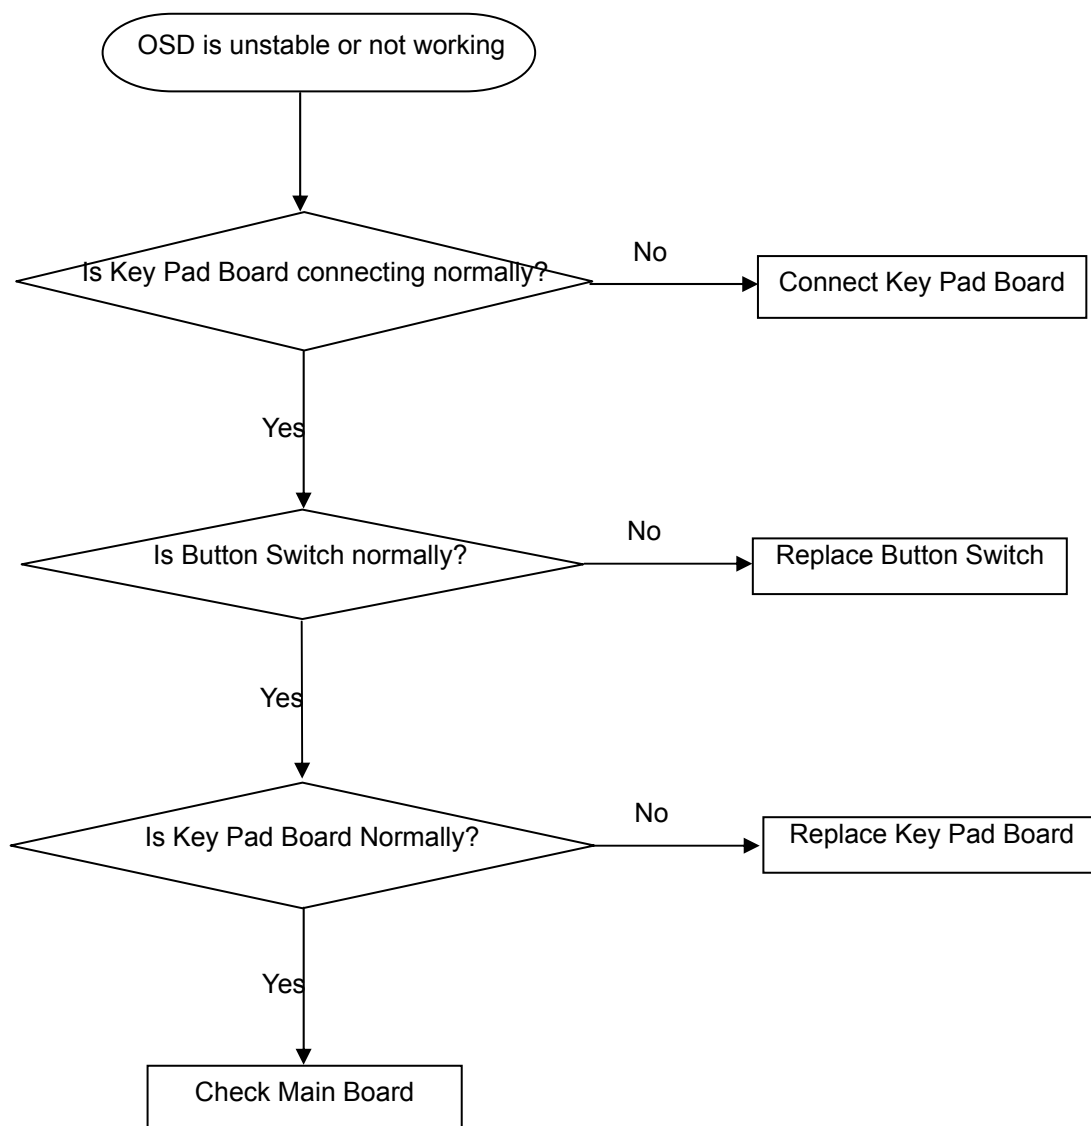 OSD is unstable or not working
Is Key Pad Board connecting normally?
No
Connect Key Pad Board
Yes
Is Button Switch normally?
No
Replace Button Switch
Yes
Is Key Pad Board Normally?
No
Replace Key Pad Board
Yes
Check Main Board